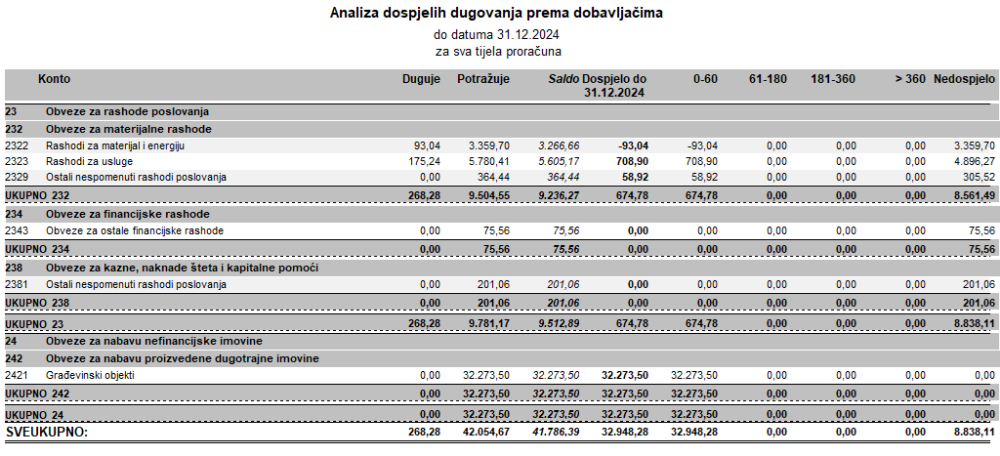 Analiza dospjelih dugovanja prema dobavljačima
do datuma 31.12.2024
za sva tijela proračuna
Konto Duguje Potražuje Saldo Dospjelo do 31.12.2024 0-60 61-180 181-360 > 360 Nedospjelo
23 Obveze za rashode poslovanja
232 Obveze za materijalne rashode
2322 Rashodi za materijal i energiju 93,04 3.359,70 3.266,66 -93,04 -93,04 0,00 0,00 0,00 3.359,70
2323 Rashodi za usluge 175,24 5.780,41 5.605,17 708,90 708,90 0,00 0,00 0,00 4.896,27
2329 Ostali nespomenuti rashodi poslovanja 0,00 364,44 364,44 58,92 58,92 0,00 0,00 0,00 305,52
UKUPNO 232 268,28 9.504,55 9.236,27 674,78 674,78 0,00 0,00 0,00 8.561,49
234 Obveze za financijske rashode
2343 Obveze za ostale financijske rashode 0,00 75,56 75,56 0,00 0,00 0,00 0,00 0,00 75,56
UKUPNO 234 0,00 75,56 75,56 0,00 0,00 0,00 0,00 0,00 75,56
238 Obveze za kazne, naknade šteta i kapitalne pomoći
2381 Ostali nespomenuti rashodi poslovanja 0,00 201,06 201,06 0,00 0,00 0,00 0,00 0,00 201,06
UKUPNO 238 0,00 201,06 201,06 0,00 0,00 0,00 0,00 0,00 201,06
UKUPNO 23 268,28 9.781,17 9.512,89 674,78 674,78 0,00 0,00 0,00 8.838,11
24 Obveze za nabavu nefinancijske imovine
242 Obveze za nabavu proizvedene dugotrajne imovine
2421 Građevinski objekti 0,00 32.273,50 32.273,50 32.273,50 32.273,50 0,00 0,00 0,00 0,00
UKUPNO 242 0,00 32.273,50 32.273,50 32.273,50 32.273,50 0,00 0,00 0,00 0,00
UKUPNO 24 0,00 32.273,50 32.273,50 32.273,50 32.273,50 0,00 0,00 0,00 0,00
SVEUKUPNO: 268,28 42.054,67 41.786,39 32.948,28 32.948,28 0,00 0,00 0,00 8.838,11